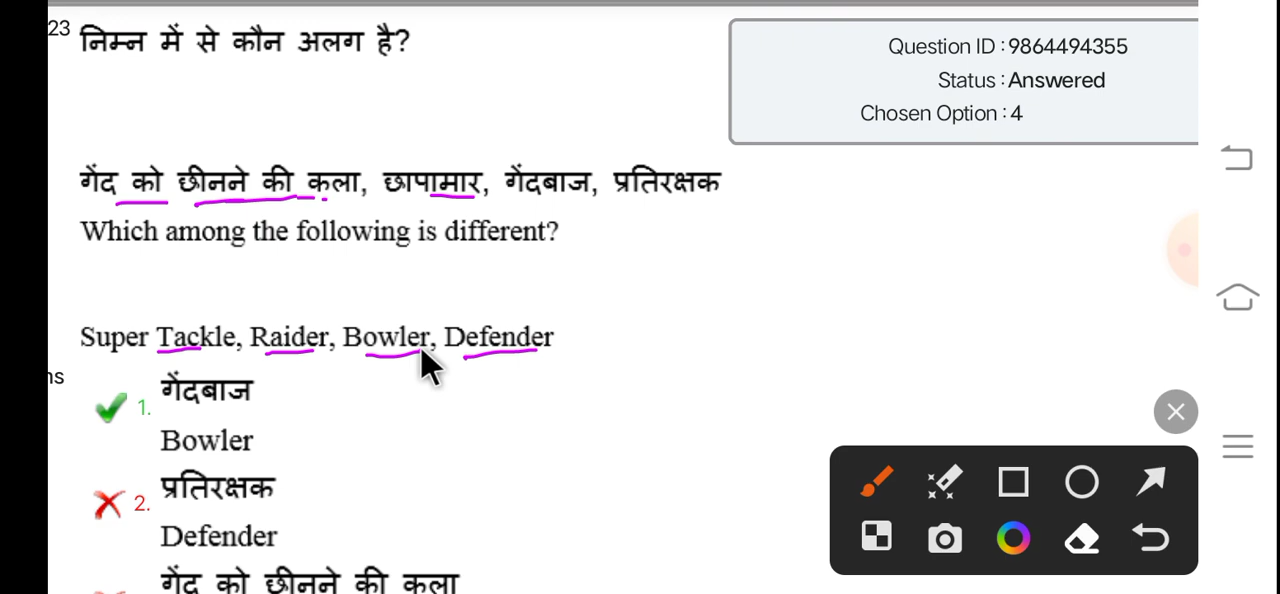 23 निम्न में से कौन अलग है?
Question ID : 9864494355
Status : Answered
Chosen Option : 4
गेंद को छीनने की कला, छापामार, गेंदबाज, प्रतिरक्षक
Which among the following is different?
Super Tackle, Raider, Bowler, Defender
ns
1. गेंदबाज
Bowler
2. प्रतिरक्षक
Defender
गेंद को छीनने की कला